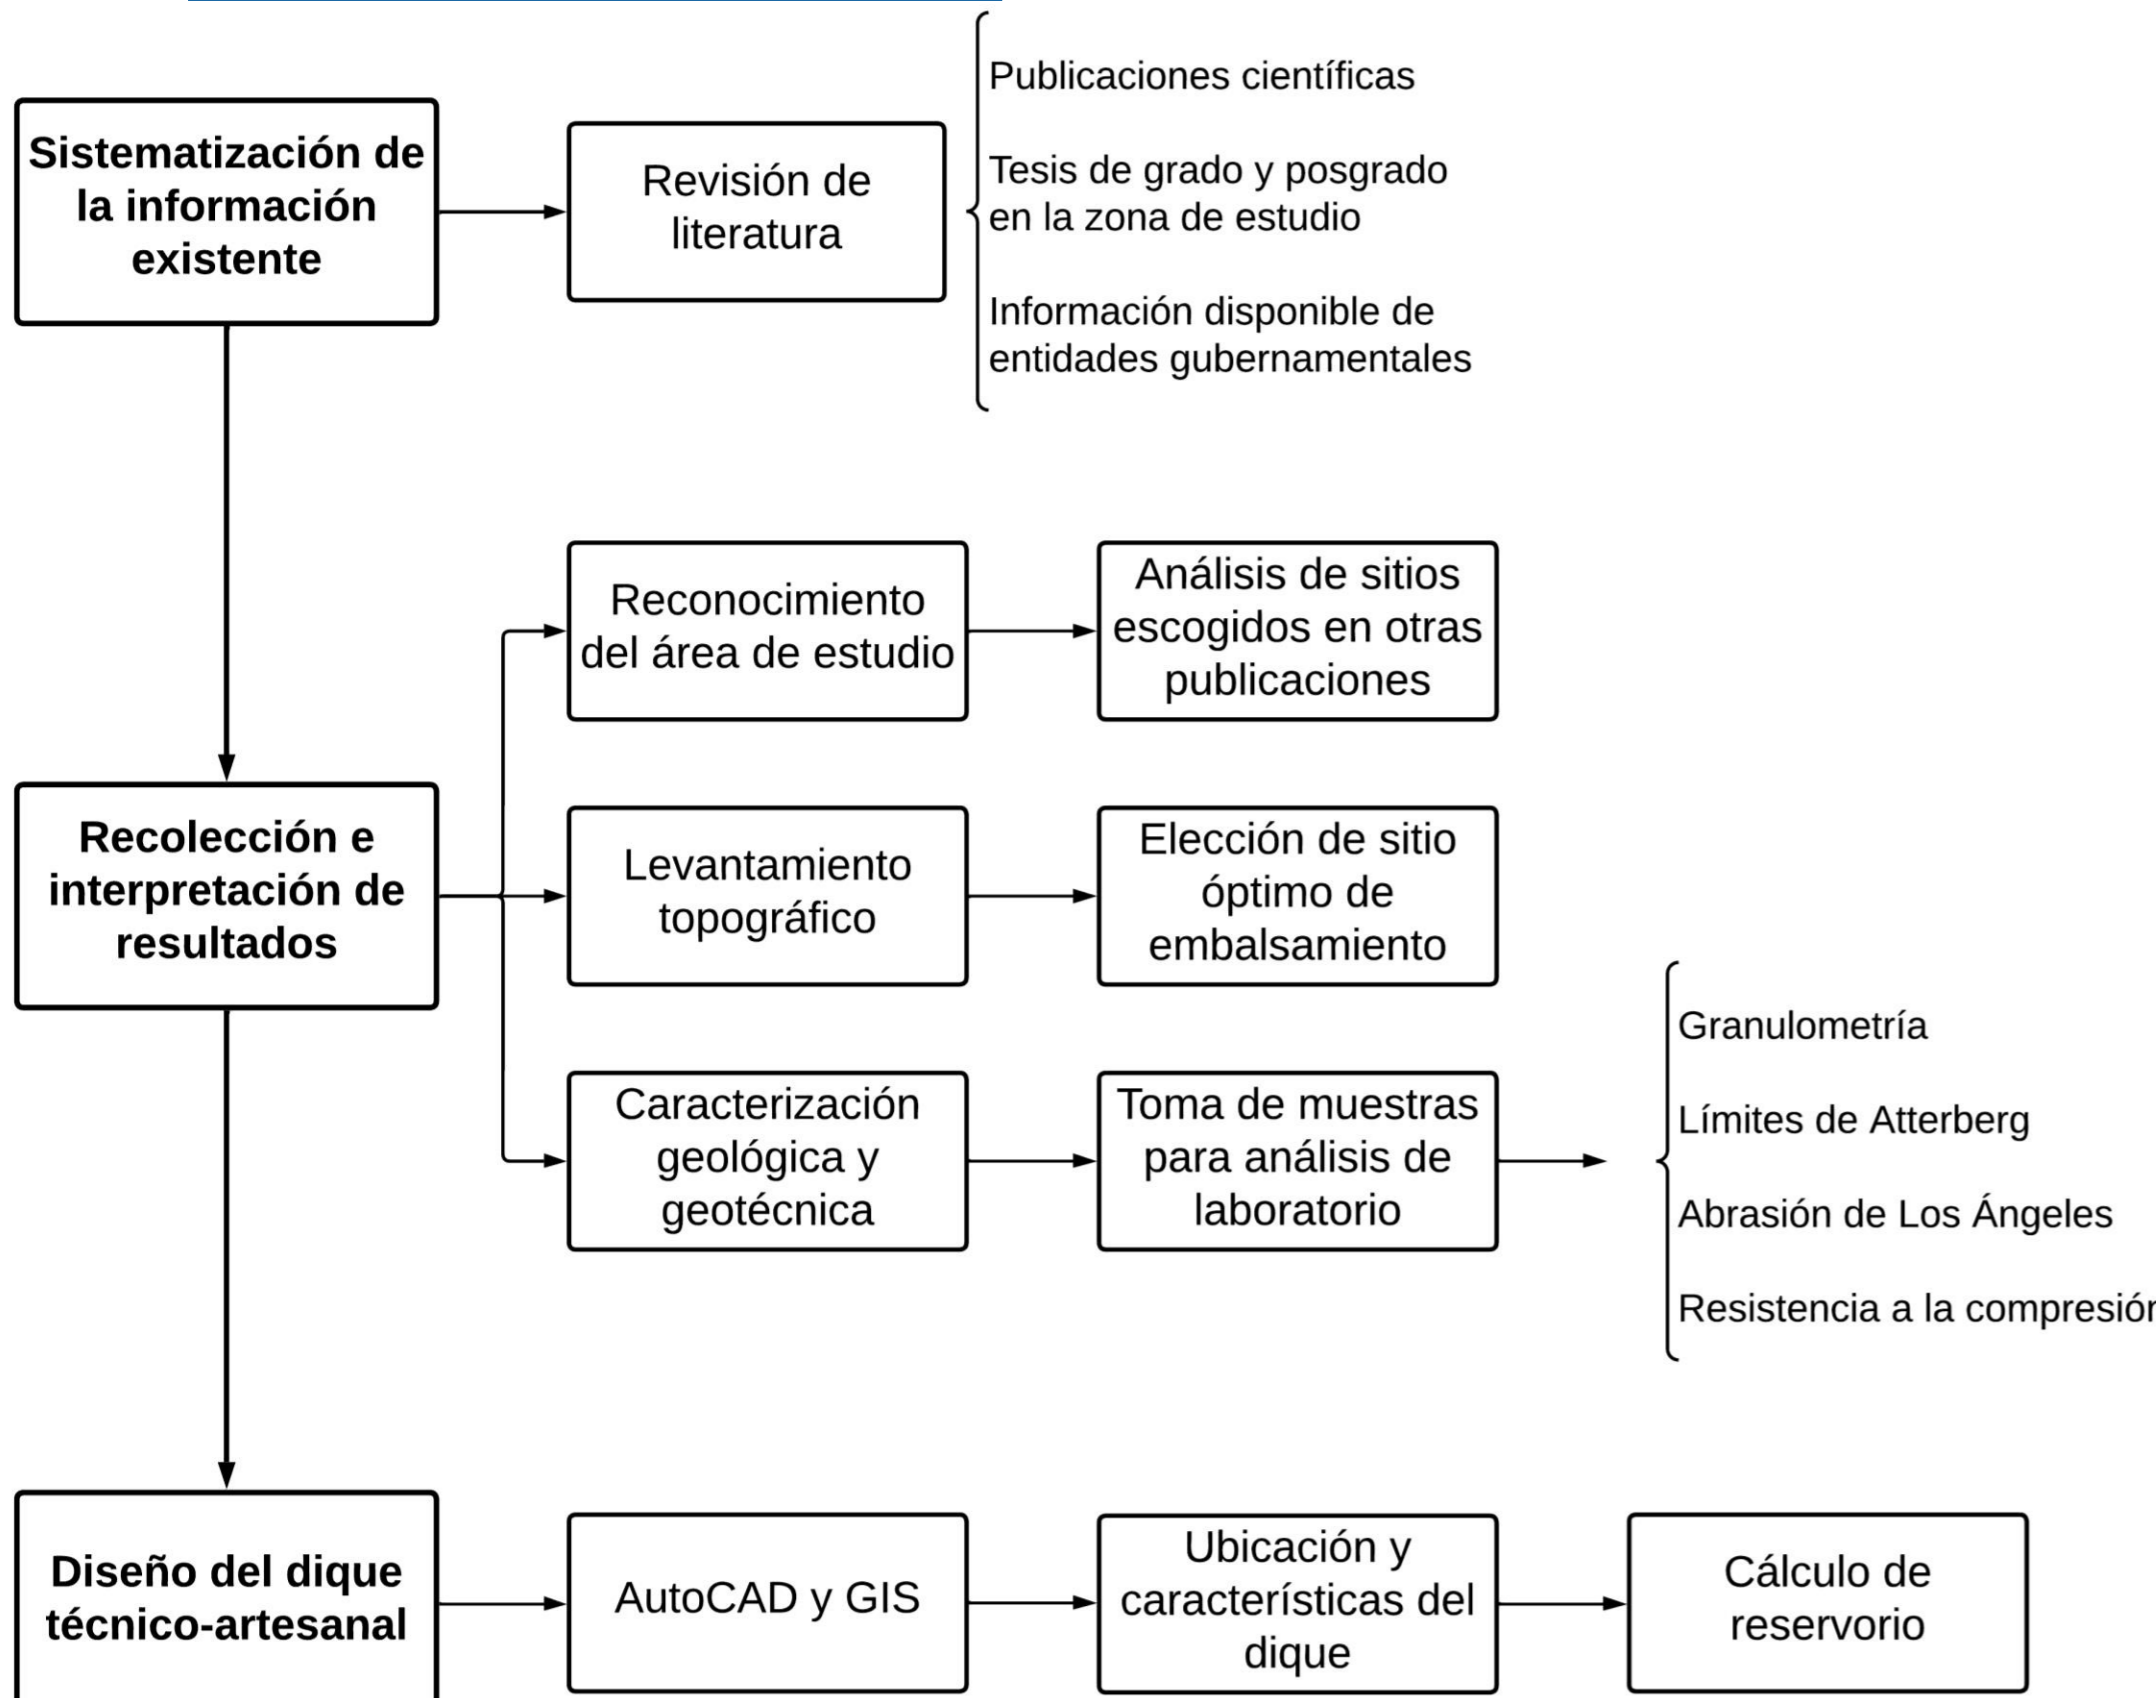 Sistematización de
la información
existente
Revisión de
literatura
Publicaciones científicas
Tesis de grado y posgrado
en la zona de estudio
Información disponible de
entidades gubernamentales
Recolección e
interpretación de
resultados
Reconocimiento
del área de estudio
Análisis de sitios
escogidos en otras
publicaciones
Levantamiento
topográfico
Elección de sitio
óptimo de
embalsamiento
Caracterización
geológica y
geotécnica
Toma de muestras
para análisis de
laboratorio
Granulometría
Límites de Atterberg
Abrasión de Los Ángeles
Resistencia a la compresión
Diseño del dique
técnico-artesanal
AutoCAD y GIS
Ubicación y
características del
dique
Cálculo de
reservorio